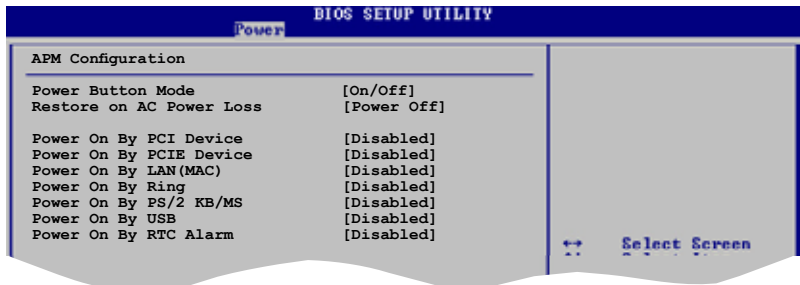 BIOS SETUP UTILITY
Power
APM Configuration
Power Button Mode [On/Off]
Restore on AC Power Loss [Power Off]
Power On By PCI Device [Disabled]
Power On By PCIE Device [Disabled]
Power On By LAN(MAC) [Disabled]
Power On By Ring [Disabled]
Power On By PS/2 KB/MS [Disabled]
Power On By USB [Disabled]
Power On By RTC Alarm [Disabled]
↔ Select Screen